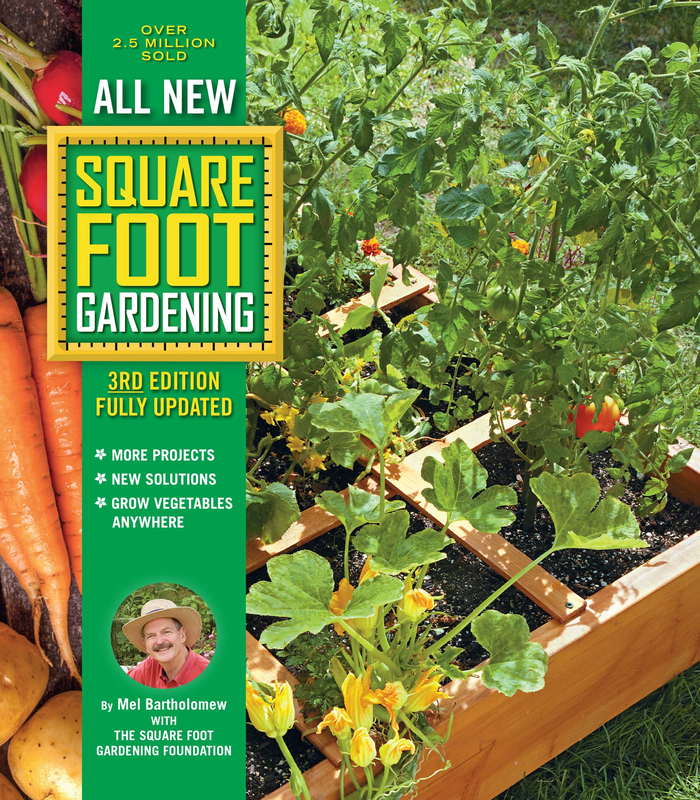 OVER
2.5 MILLION
SOLD
ALL NEW
SQUARE
FOOT
GARDENING
3RD EDITION
FULLY UPDATED
MORE PROJECTS
NEW SOLUTIONS
GROW VEGETABLES
ANYWHERE
By Mel Bartholomew
WITH
THE SQUARE FOOT
GARDENING FOUNDATION